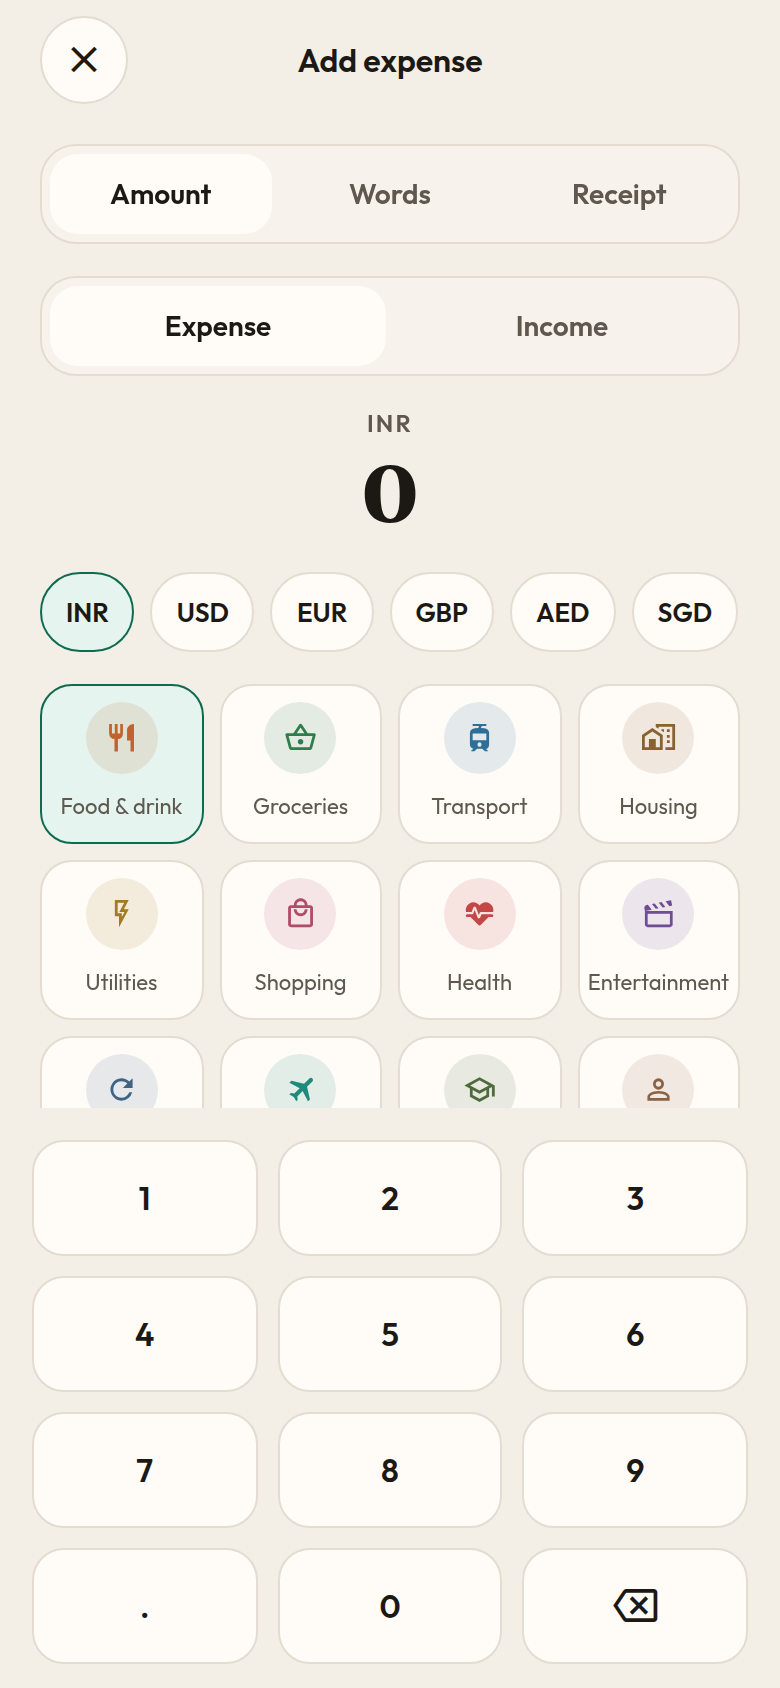 Add expense
Amount Words Receipt
Expense Income
INR
0
INR USD EUR GBP AED SGD
Food & drink Groceries Transport Housing
Utilities Shopping Health Entertainment
1 2 3
4 5 6
7 8 9
. 0